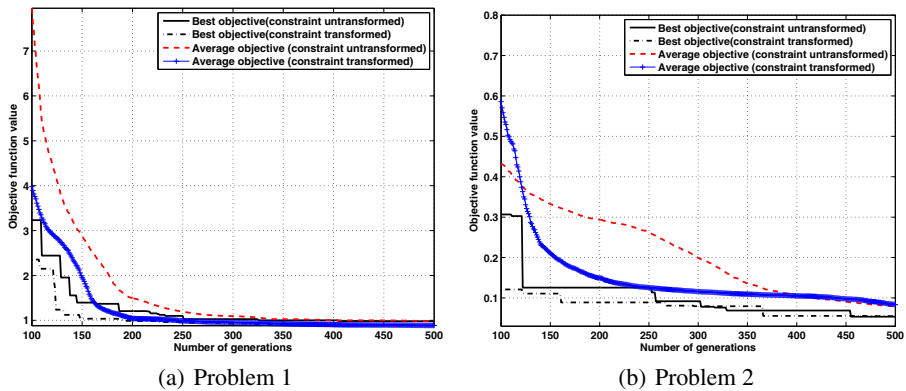 Best objective(constraint untransformed)
Best objective(constraint transformed)
Average objective (constraint untransformed)
Average objective (constraint transformed)
7
6
5
4
3
2
1
Objective function value
100 150 200 250 300 350 400 450 500
Number of generations
(a) Problem 1
Best objective(constraint untransformed)
Best objective(constraint transformed)
Average objective (constraint untransformed)
Average objective (constraint transformed)
0.8
0.7
0.6
0.5
0.4
0.3
0.2
0.1
Objective function value
100 150 200 250 300 350 400 450 500
Number of generations
(b) Problem 2